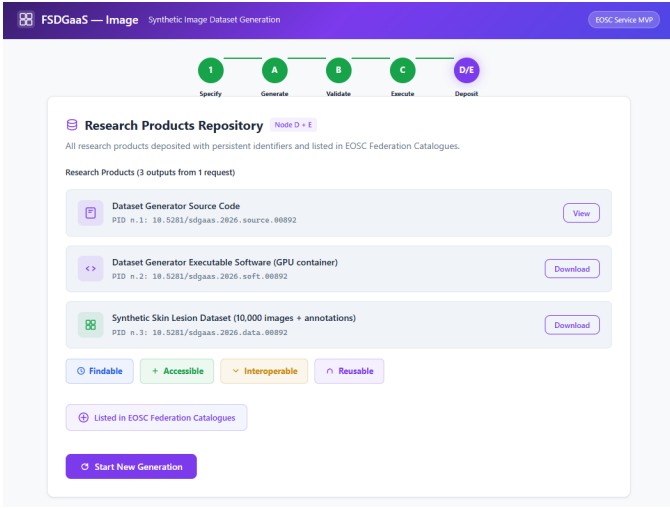 FSDGaaS — Image Synthetic Image Dataset Generation EOSC Service MVP
1 A B C D/E
Specify Generate Validate Execute Deposit
Research Products Repository Node D + E
All research products deposited with persistent identifiers and listed in EOSC Federation Catalogues.
Research Products (3 outputs from 1 request)
Dataset Generator Source Code
PID n.1: 10.5281/sdgaas.2026.source.00892
View
Dataset Generator Executable Software (GPU container)
PID n.2: 10.5281/sdgaas.2026.soft.00892
Download
Synthetic Skin Lesion Dataset (10,000 images + annotations)
PID n.3: 10.5281/sdgaas.2026.data.00892
Download
Findable Accessible Interoperable Reusable
Listed in EOSC Federation Catalogues
Start New Generation